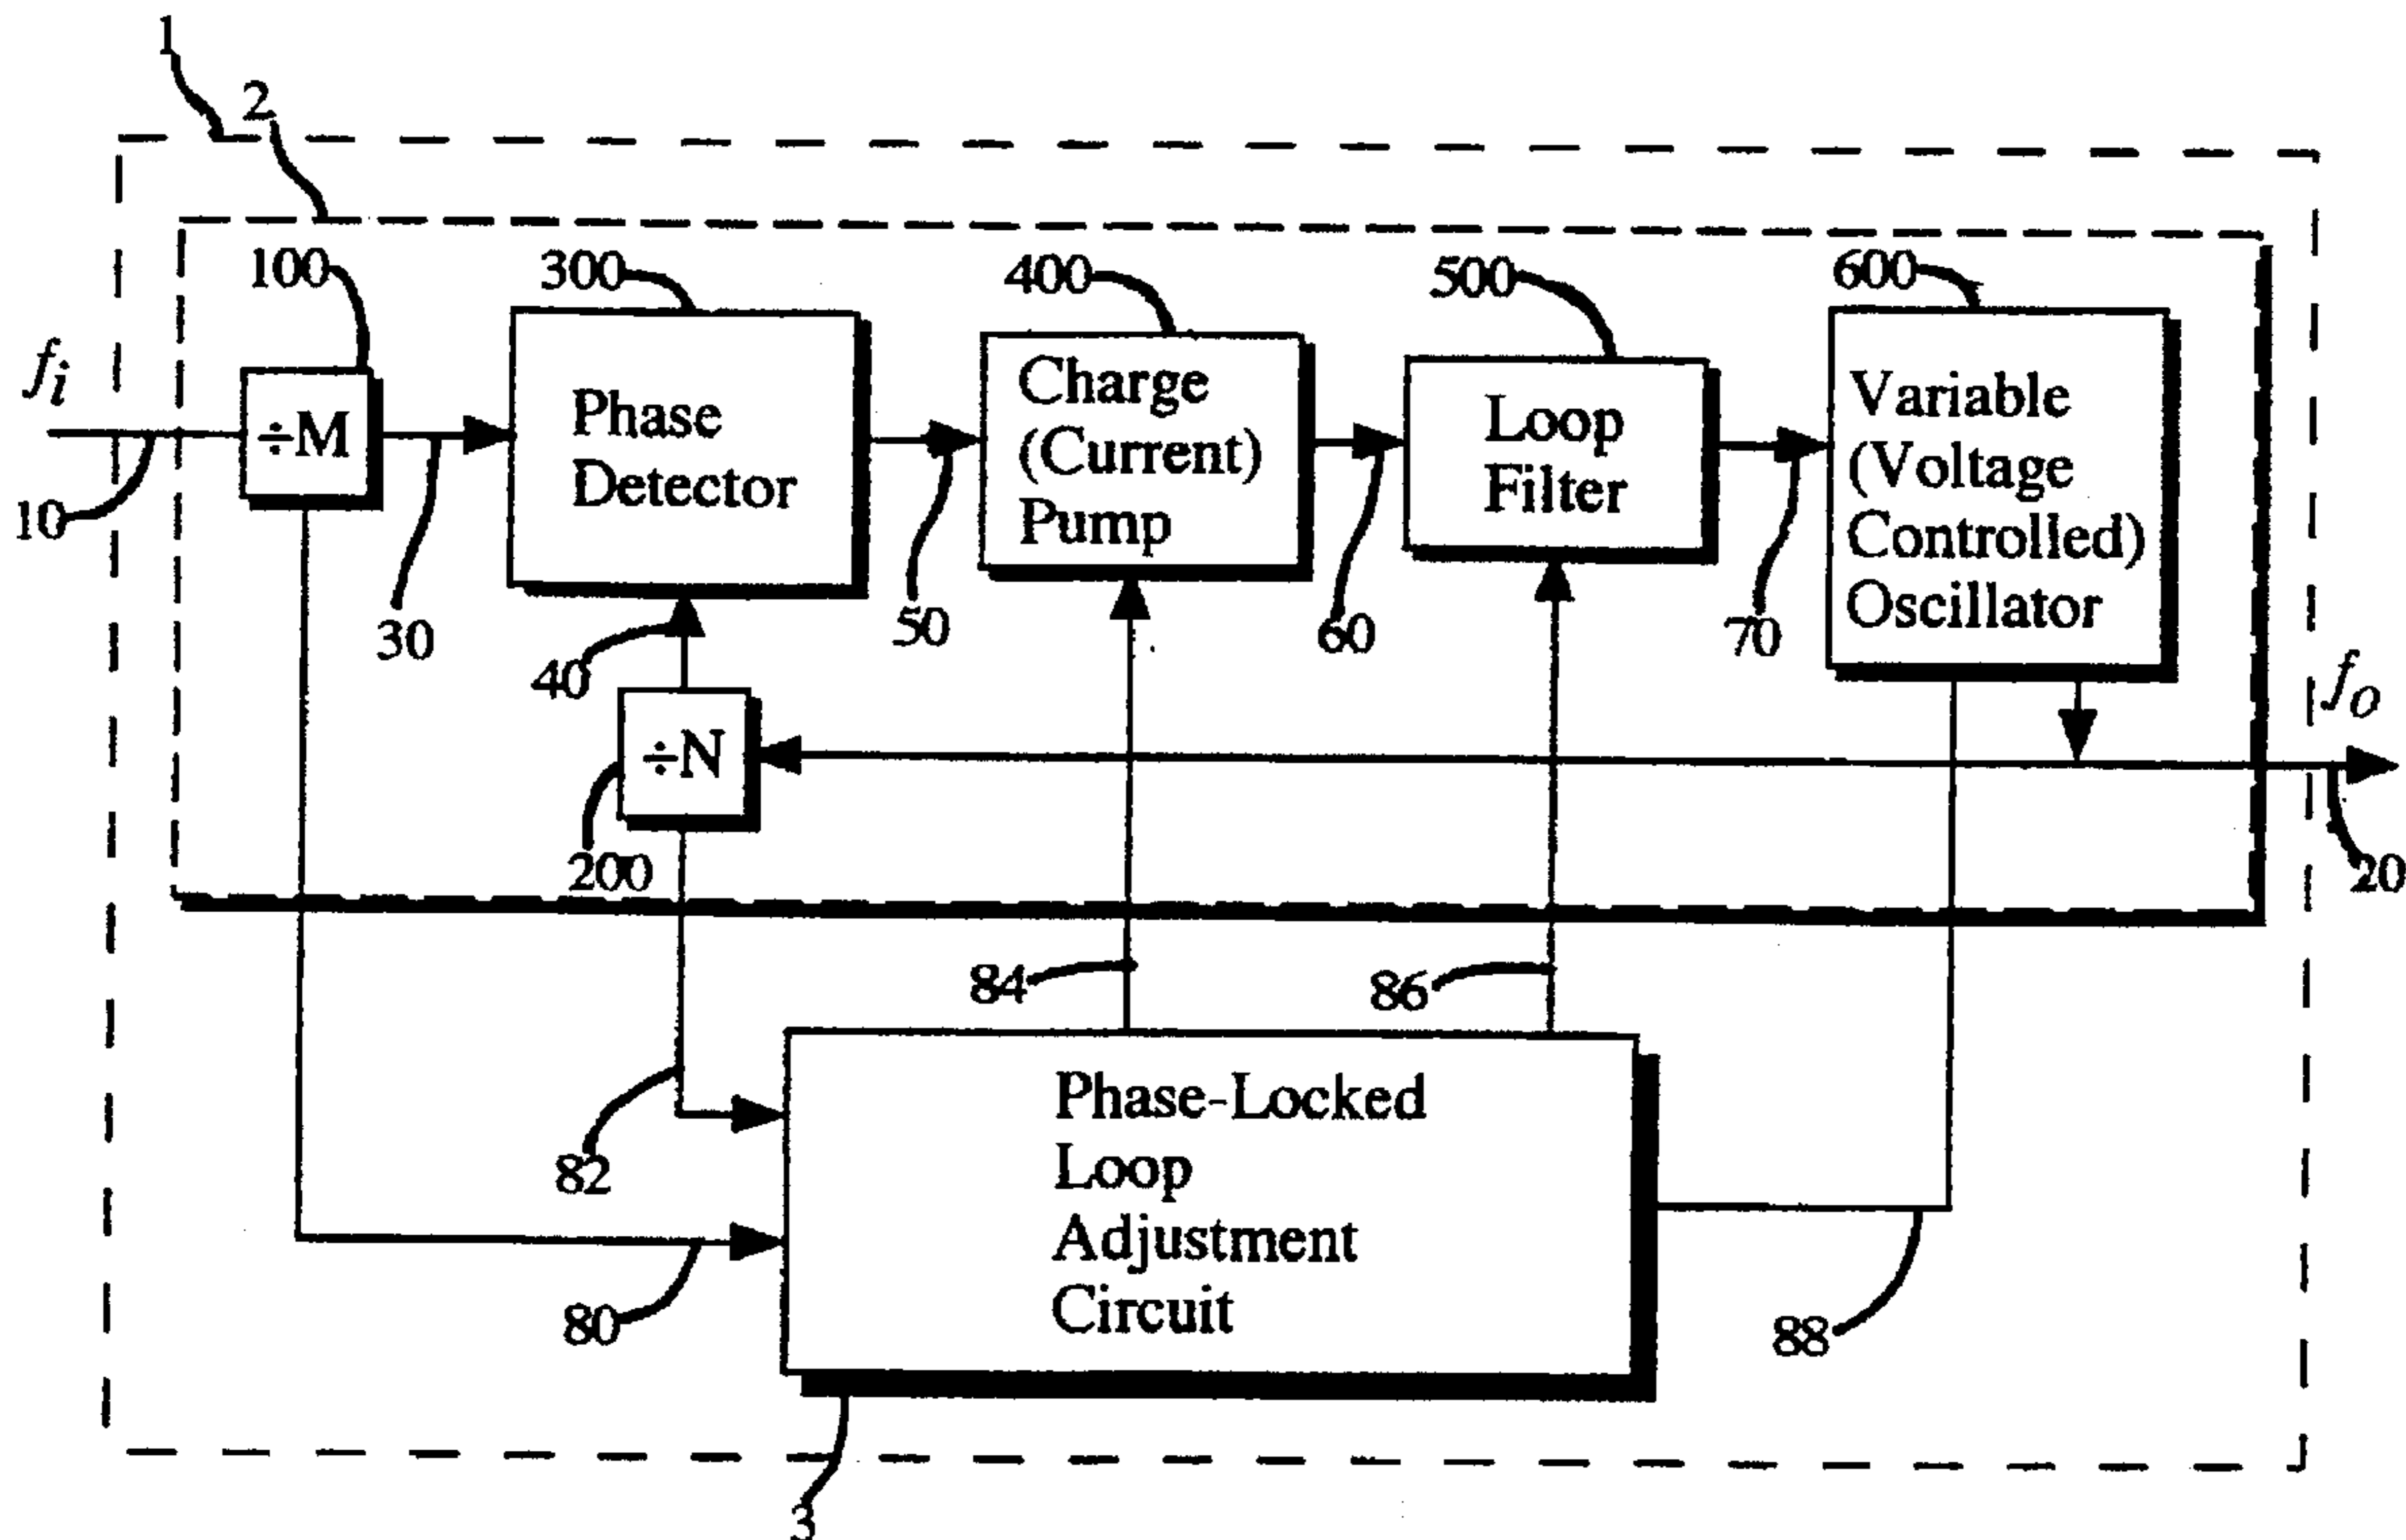 1
2
100
300
400
500
600
fi
÷M
Phase
Detector
Charge
(Current)
Pump
Loop
Filter
Variable
(Voltage
Controlled)
Oscillator
10
30
40
50
60
70
÷N
200
fo
20
84
86
82
80
88
Phase-Locked
Loop
Adjustment
Circuit
3